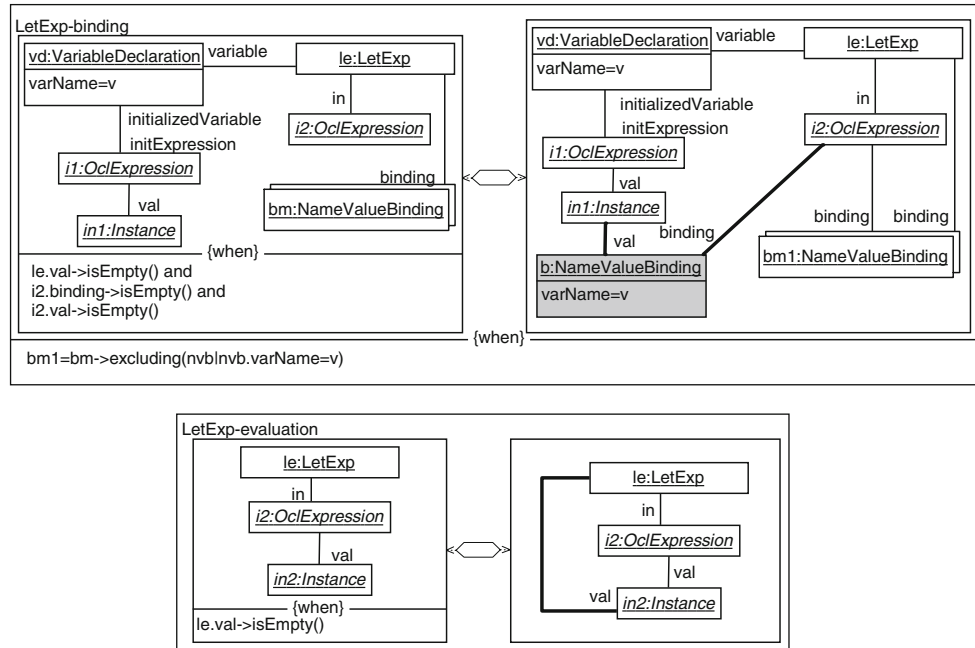 LetExp-binding
vd:VariableDeclaration
varName=v
variable
le:LetExp
in
i2:OclExpression
initializedVariable
initExpression
i1:OclExpression
val
in1:Instance
binding
bm:NameValueBinding
{when}
le.val->isEmpty() and
i2.binding->isEmpty() and
i2.val->isEmpty()
vd:VariableDeclaration
varName=v
variable
le:LetExp
in
i2:OclExpression
initializedVariable
initExpression
i1:OclExpression
val
in1:Instance
val
binding
binding
binding
bm1:NameValueBinding
b:NameValueBinding
varName=v
{when}
bm1=bm->excluding(nvb|nvb.varName=v)
LetExp-evaluation
le:LetExp
in
i2:OclExpression
val
in2:Instance
{when}
le.val->isEmpty()
le:LetExp
in
i2:OclExpression
val
val
in2:Instance